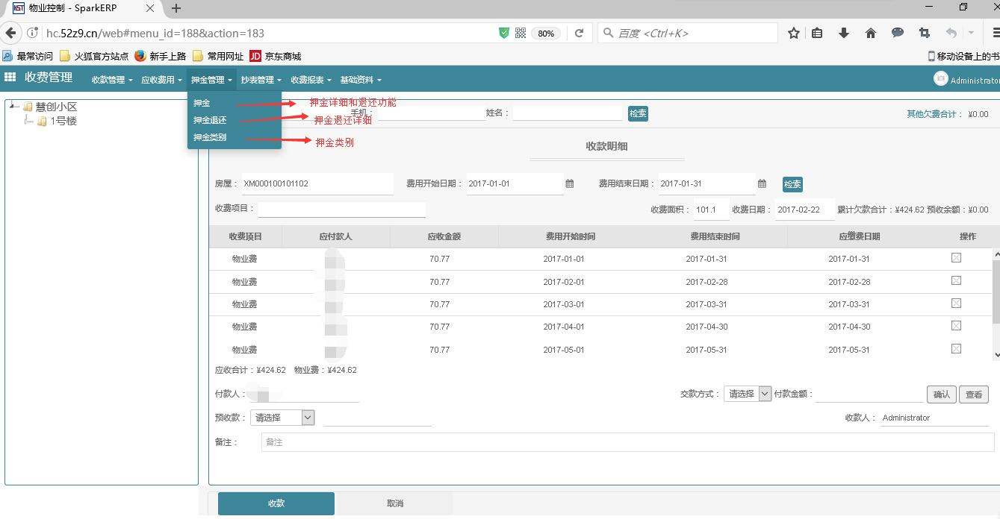 物业控制 - SparkERP
hc.52z9.cn/web#menu_id=188&action=183
80%
百度 <Ctrl+K>
最常访问 火狐官方站点 新手上路 常用网址 JD 京东商城
移动设备上的书
收费管理 收款管理 应收费用 押金管理 抄表管理 收费报表 基础资料
Administrator
慧创小区
1号楼
押金
押金退还
押金类别
押金详细和退还功能
押金退还详细
押金类别
手机： 姓名： 检索 其他欠费合计： ¥0.00
收款明细
房屋： XM000100101102 费用开始日期： 2017-01-01 费用结束日期： 2017-01-31 检索
收费项目： 收费面积： 101.1 收费日期： 2017-02-22 累计欠款合计：¥424.62 预收余额：¥0.00
收费项目 应付款人 应收金额 费用开始时间 费用结束时间 应缴费日期 操作
物业费 70.77 2017-01-01 2017-01-31 2017-01-31
物业费 70.77 2017-02-01 2017-02-28 2017-02-28
物业费 70.77 2017-03-01 2017-03-31 2017-03-31
物业费 70.77 2017-04-01 2017-04-30 2017-04-30
物业费 70.77 2017-05-01 2017-05-31 2017-05-31
应收合计：¥424.62 物业费：¥424.62
付款人： 交款方式： 请选择 付款金额： 确认 查看
预收款： 请选择 收款人： Administrator
备注： 备注
收款 取消